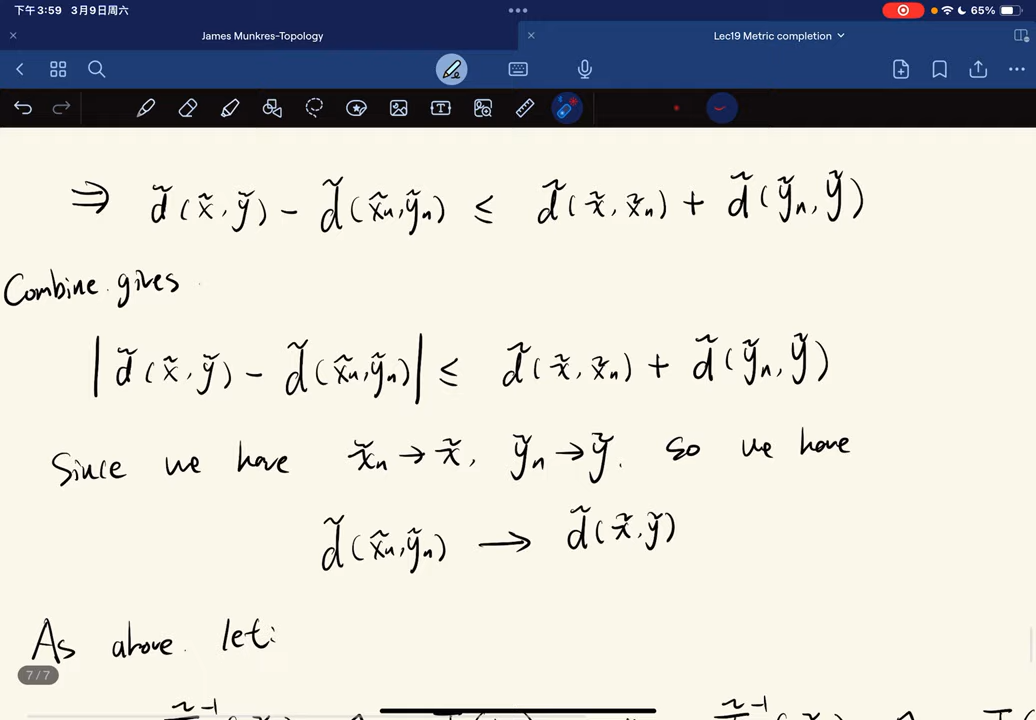 下午3:59 3月9日周六
65%
James Munkres-Topology
Lec19 Metric completion
⇒ d̃(x̃,ỹ) - d̃(x̃n,ỹn) ≤ d̃(x̃,x̃n) + d̃(ỹn,ỹ)
Combine gives
|d̃(x̃,ỹ) - d̃(x̃n,ỹn)| ≤ d̃(x̃,x̃n) + d̃(ỹn,ỹ)
Since we have x̃n → x̃, ỹn → ỹ. so we have
d̃(x̃n,ỹn) → d̃(x̃,ỹ)
As above. let:
7/7